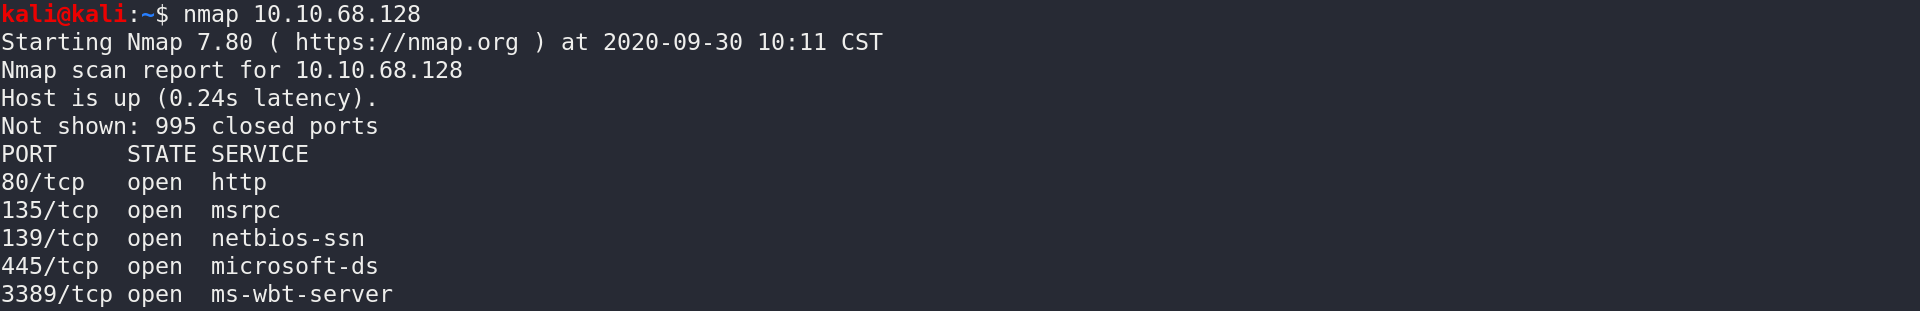 kali@kali:~$ nmap 10.10.68.128
Starting Nmap 7.80 ( https://nmap.org ) at 2020-09-30 10:11 CST
Nmap scan report for 10.10.68.128
Host is up (0.24s latency).
Not shown: 995 closed ports
PORT     STATE SERVICE
80/tcp   open  http
135/tcp  open  msrpc
139/tcp  open  netbios-ssn
445/tcp  open  microsoft-ds
3389/tcp open  ms-wbt-server